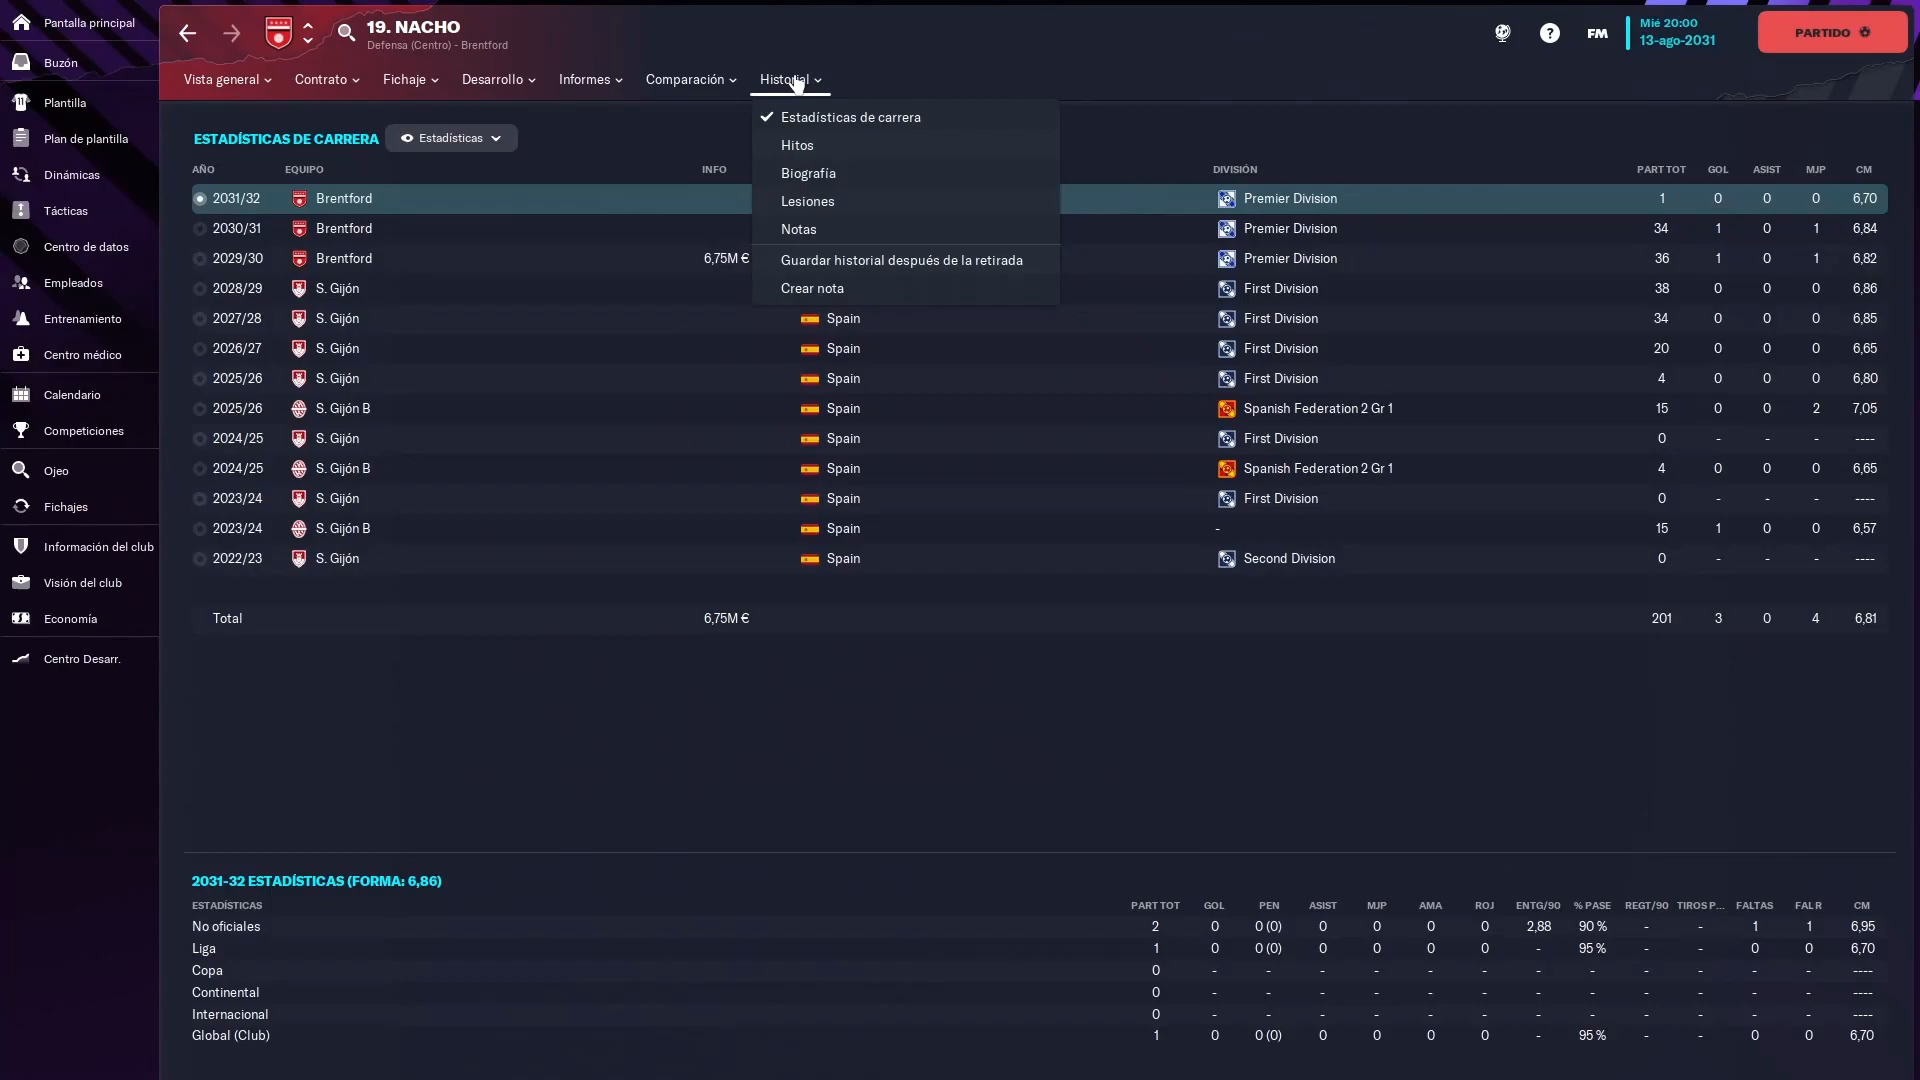 Pantalla principal
Buzón
Plantilla
Plan de plantilla
Dinámicas
Tácticas
Centro de datos
Empleados
Entrenamiento
Centro médico
Calendario
Competiciones
Ojeo
Fichajes
Información del club
Visión del club
Economía
Centro Desarr.
19. NACHO
Defensa (Centro) - Brentford
FM
Mié 20:00
13-ago-2031
PARTIDO
Vista general Contrato Fichaje Desarrollo Informes Comparación Historial
Estadísticas de carrera
Hitos
Biografía
Lesiones
Notas
Guardar historial después de la retirada
Crear nota
ESTADÍSTICAS DE CARRERA Estadísticas
AÑO EQUIPO INFO DIVISIÓN PART TOT GOL ASIST MJP CM
2031/32 Brentford Premier Division 1 0 0 0 6,70
2030/31 Brentford Premier Division 34 1 0 1 6,84
2029/30 Brentford 6,75M € Premier Division 36 1 0 1 6,82
2028/29 S. Gijón First Division 38 0 0 0 6,86
2027/28 S. Gijón Spain First Division 34 0 0 0 6,85
2026/27 S. Gijón Spain First Division 20 0 0 0 6,65
2025/26 S. Gijón Spain First Division 4 0 0 0 6,80
2025/26 S. Gijón B Spain Spanish Federation 2 Gr 1 15 0 0 2 7,05
2024/25 S. Gijón Spain First Division 0 - - - ----
2024/25 S. Gijón B Spain Spanish Federation 2 Gr 1 4 0 0 0 6,65
2023/24 S. Gijón Spain First Division 0 - - - ----
2023/24 S. Gijón B Spain - 15 1 0 0 6,57
2022/23 S. Gijón Spain Second Division 0 - - - ----
Total 6,75M € 201 3 0 4 6,81
2031-32 ESTADÍSTICAS (FORMA: 6,86)
ESTADÍSTICAS PART TOT GOL PEN ASIST MJP AMA ROJ ENTG/90 % PASE REGT/90 TIROS P... FALTAS FAL R CM
No oficiales 2 0 0 (0) 0 0 0 0 2,88 90 % - - 1 1 6,95
Liga 1 0 0 (0) 0 0 0 0 - 95 % - - 0 0 6,70
Copa 0 - - - - - - - - - - - - ----
Continental 0 - - - - - - - - - - - - ----
Internacional 0 - - - - - - - - - - - - ----
Global (Club) 1 0 0 (0) 0 0 0 0 - 95 % - - 0 0 6,70